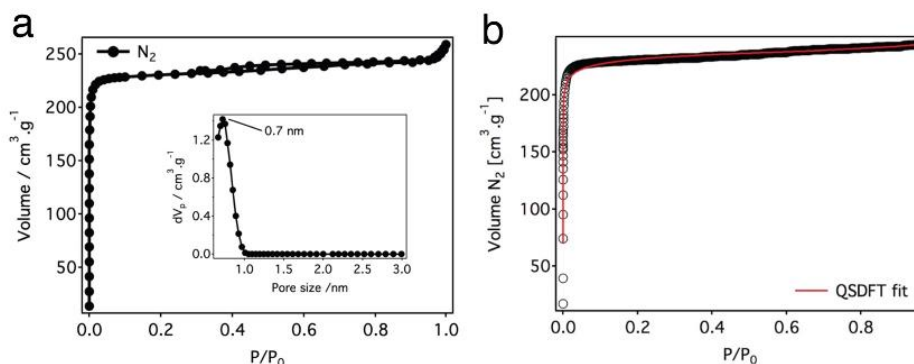 a
N₂
Volume / cm³.g⁻¹
250
200
150
100
50
0.0
0.2
0.4
0.6
0.8
1.0
P/P₀
0.7 nm
dVₚ / cm³.g⁻¹
1.2
0.8
0.4
0.0
1.0
1.5
2.0
2.5
3.0
Pore size /nm
b
Volume N₂ [cm³.g⁻¹]
200
150
100
50
0.0
0.2
0.4
0.6
0.8
P/P₀
QSDFT fit